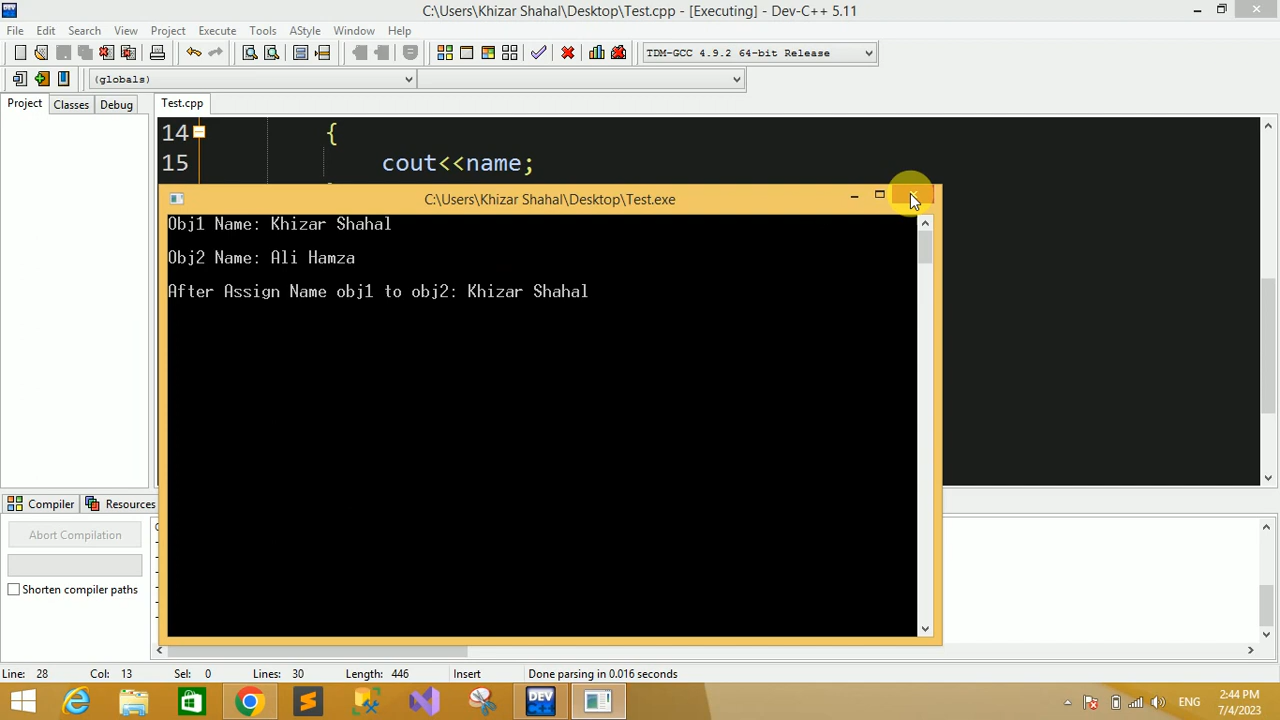 C:\Users\Khizar Shahal\Desktop\Test.cpp - [Executing] - Dev-C++ 5.11
File Edit Search View Project Execute Tools AStyle Window Help
TDM-GCC 4.9.2 64-bit Release
(globals)
Project Classes Debug Test.cpp
14 {
15 cout<<name;
C:\Users\Khizar Shahal\Desktop\Test.exe
Obj1 Name: Khizar Shahal
Obj2 Name: Ali Hamza
After Assign Name obj1 to obj2: Khizar Shahal
Compiler Resources
Abort Compilation
Shorten compiler paths
Line: 28 Col: 13 Sel: 0 Lines: 30 Length: 446 Insert Done parsing in 0.016 seconds
DEV
ENG
2:44 PM
7/4/2023